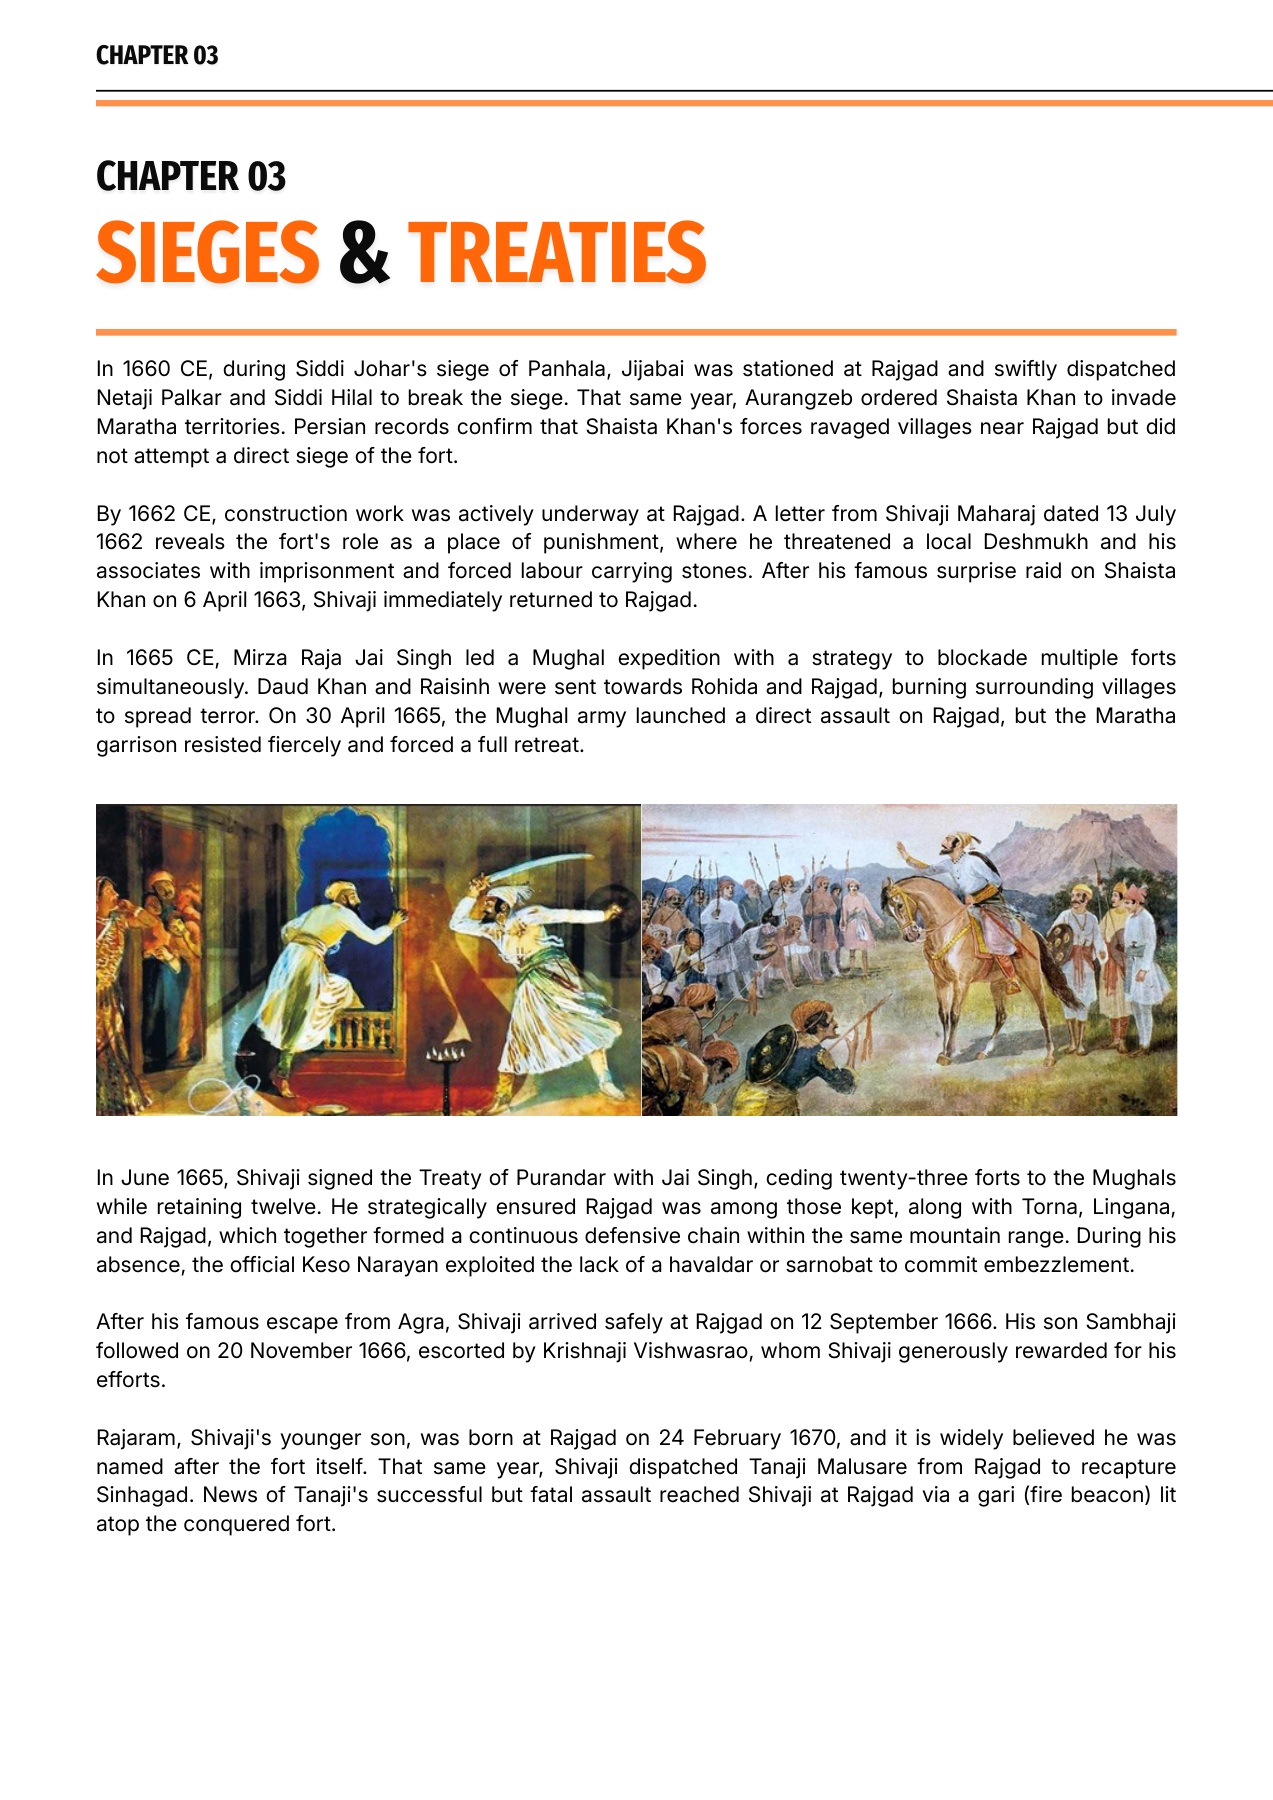 CHAPTER 03
CHAPTER 03
SIEGES & TREATIES
In 1660 CE, during Siddi Johar's siege of Panhala, Jijabai was stationed at Rajgad and swiftly dispatched
Netaji Palkar and Siddi Hilal to break the siege. That same year, Aurangzeb ordered Shaista Khan to invade
Maratha territories. Persian records confirm that Shaista Khan's forces ravaged villages near Rajgad but did
not attempt a direct siege of the fort.
By 1662 CE, construction work was actively underway at Rajgad. A letter from Shivaji Maharaj dated 13 July
1662 reveals the fort's role as a place of punishment, where he threatened a local Deshmukh and his
associates with imprisonment and forced labour carrying stones. After his famous surprise raid on Shaista
Khan on 6 April 1663, Shivaji immediately returned to Rajgad.
In 1665 CE, Mirza Raja Jai Singh led a Mughal expedition with a strategy to blockade multiple forts
simultaneously. Daud Khan and Raisinh were sent towards Rohida and Rajgad, burning surrounding villages
to spread terror. On 30 April 1665, the Mughal army launched a direct assault on Rajgad, but the Maratha
garrison resisted fiercely and forced a full retreat.
In June 1665, Shivaji signed the Treaty of Purandar with Jai Singh, ceding twenty-three forts to the Mughals
while retaining twelve. He strategically ensured Rajgad was among those kept, along with Torna, Lingana,
and Rajgad, which together formed a continuous defensive chain within the same mountain range. During his
absence, the official Keso Narayan exploited the lack of a havaldar or sarnobat to commit embezzlement.
After his famous escape from Agra, Shivaji arrived safely at Rajgad on 12 September 1666. His son Sambhaji
followed on 20 November 1666, escorted by Krishnaji Vishwasrao, whom Shivaji generously rewarded for his
efforts.
Rajaram, Shivaji's younger son, was born at Rajgad on 24 February 1670, and it is widely believed he was
named after the fort itself. That same year, Shivaji dispatched Tanaji Malusare from Rajgad to recapture
Sinhagad. News of Tanaji's successful but fatal assault reached Shivaji at Rajgad via a gari (fire beacon) lit
atop the conquered fort.